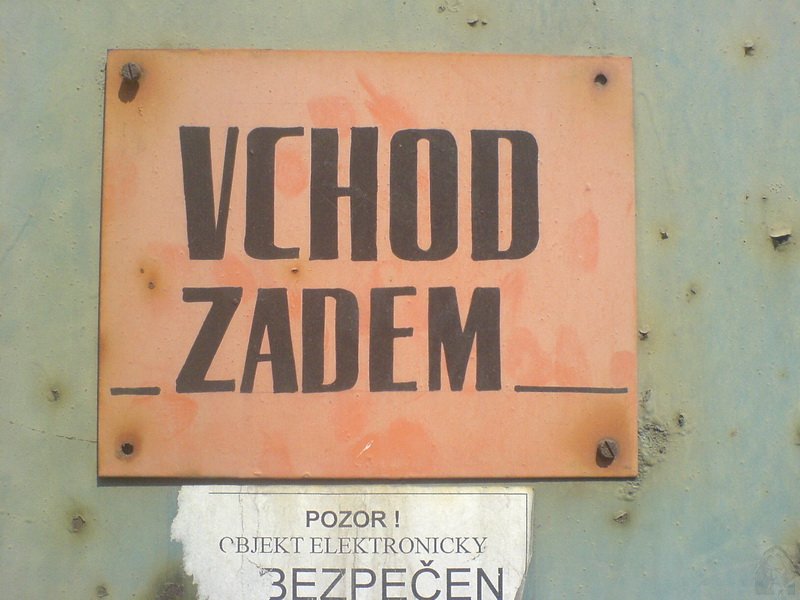 VCHOD
ZADEM
POZOR !
OBJEKT ELEKTRONICKY
BEZPEČEN